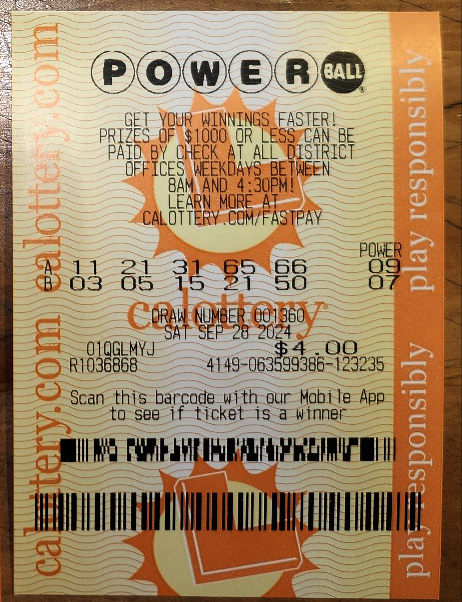 POWERBALL
GET YOUR WINNINGS FASTER!
PRIZES OF $1000 OR LESS CAN BE
PAID BY CHECK AT ALL DISTRICT
OFFICES WEEKDAYS BETWEEN
8AM AND 4:30PM!
LEARN MORE AT
CALOTTERY.COM/FASTPAY
POWER
A 11 21 31 65 66 09
B 03 05 15 21 50 07
calottery
DRAW NUMBER 001360
SAT SEP 28 2024
01QGLMYJ $4.00
R1036868 4149-063599386-123235
Scan this barcode with our Mobile App
to see if ticket is a winner
calottery.com calottery.com
play responsibly play responsibly